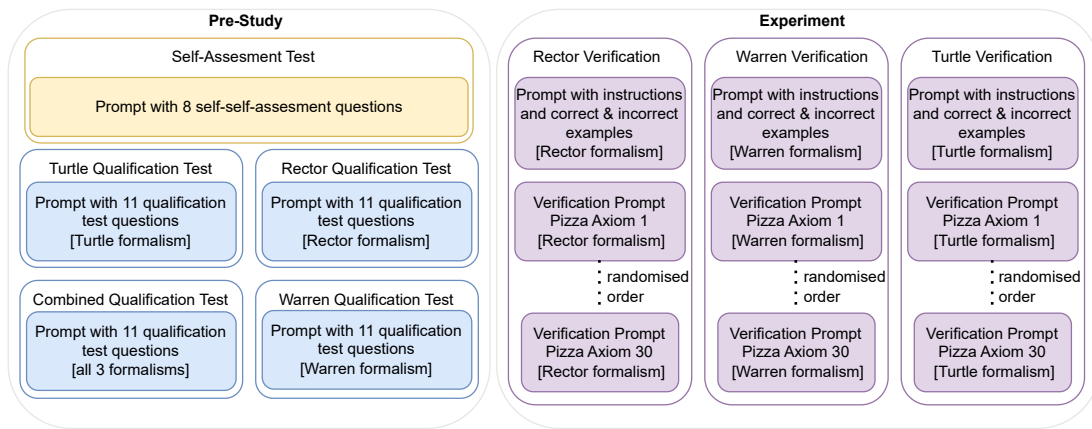 Pre-Study
Self-Assesment Test
Prompt with 8 self-self-assesment questions
Turtle Qualification Test
Prompt with 11 qualification
test questions
[Turtle formalism]
Rector Qualification Test
Prompt with 11 qualification
test questions
[Rector formalism]
Combined Qualification Test
Prompt with 11 qualification
test questions
[all 3 formalisms]
Warren Qualification Test
Prompt with 11 qualification
test questions
[Warren formalism]
Experiment
Rector Verification
Prompt with instructions
and correct & incorrect
examples
[Rector formalism]
Verification Prompt
Pizza Axiom 1
[Rector formalism]
randomised
order
Verification Prompt
Pizza Axiom 30
[Rector formalism]
Warren Verification
Prompt with instructions
and correct & incorrect
examples
[Warren formalism]
Verification Prompt
Pizza Axiom 1
[Warren formalism]
randomised
order
Verification Prompt
Pizza Axiom 30
[Warren formalism]
Turtle Verification
Prompt with instructions
and correct & incorrect
examples
[Turtle formalism]
Verification Prompt
Pizza Axiom 1
[Turtle formalism]
randomised
order
Verification Prompt
Pizza Axiom 30
[Turtle formalism]